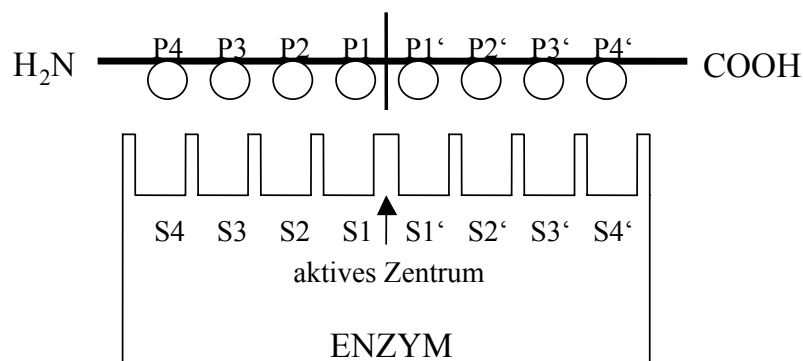 P4 P3 P2 P1 P1‘ P2‘ P3‘ P4‘
H₂N COOH
S4 S3 S2 S1 S1‘ S2‘ S3‘ S4‘
aktives Zentrum
ENZYM